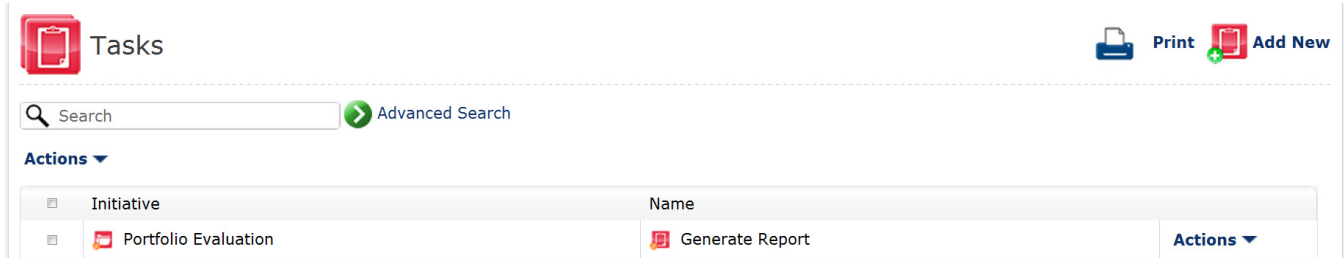 Tasks
Print Add New
Search
Advanced Search
Actions
Initiative Name
Portfolio Evaluation Generate Report Actions